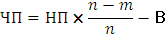 ЧП = НП × (n − m)/n − В